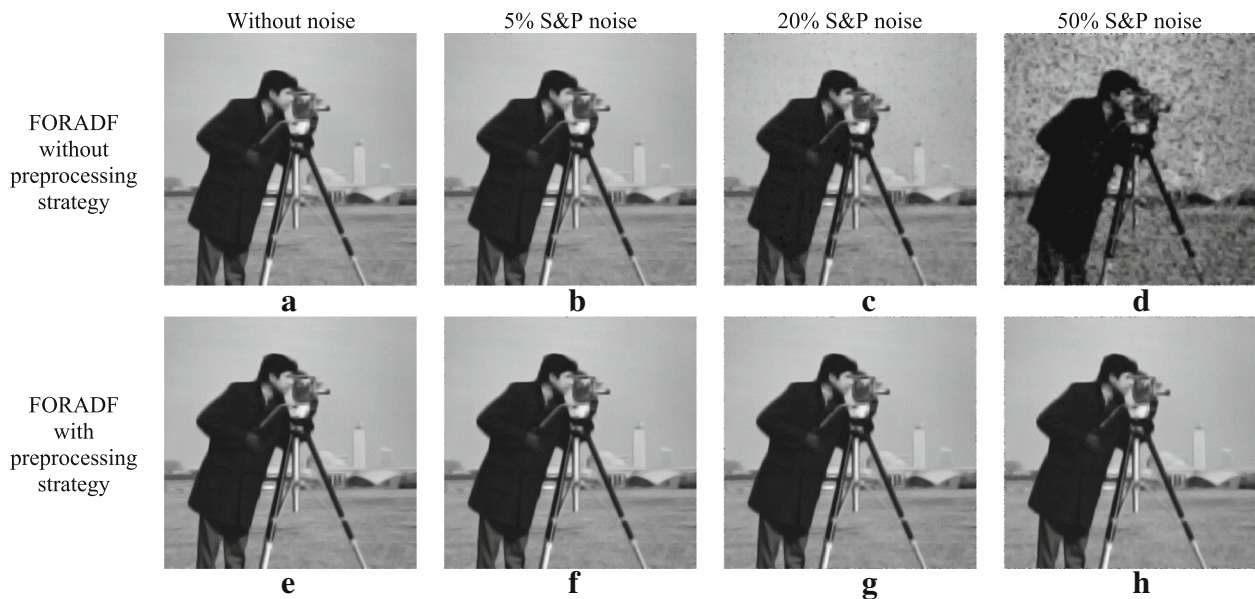 Without noise
5% S&P noise
20% S&P noise
50% S&P noise
FORADF
without
preprocessing
strategy
a
b
c
d
FORADF
with
preprocessing
strategy
e
f
g
h